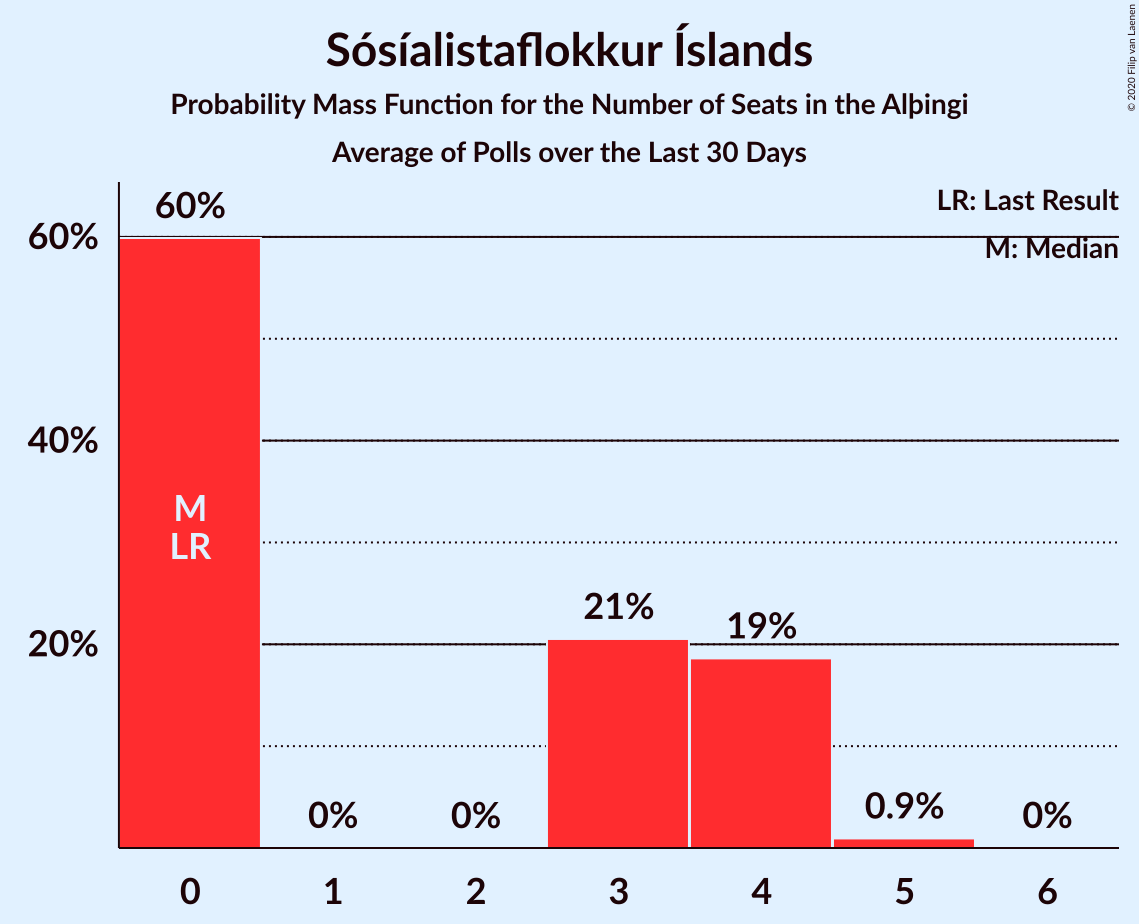 Sósíalistaflokkur Íslands
Probability Mass Function for the Number of Seats in the Alþingi
Average of Polls over the Last 30 Days
© 2020 Filip van Laenen
LR: Last Result
M: Median
60%
40%
20%
60%
0%
0%
21%
19%
0.9%
0%
M
LR
0
1
2
3
4
5
6